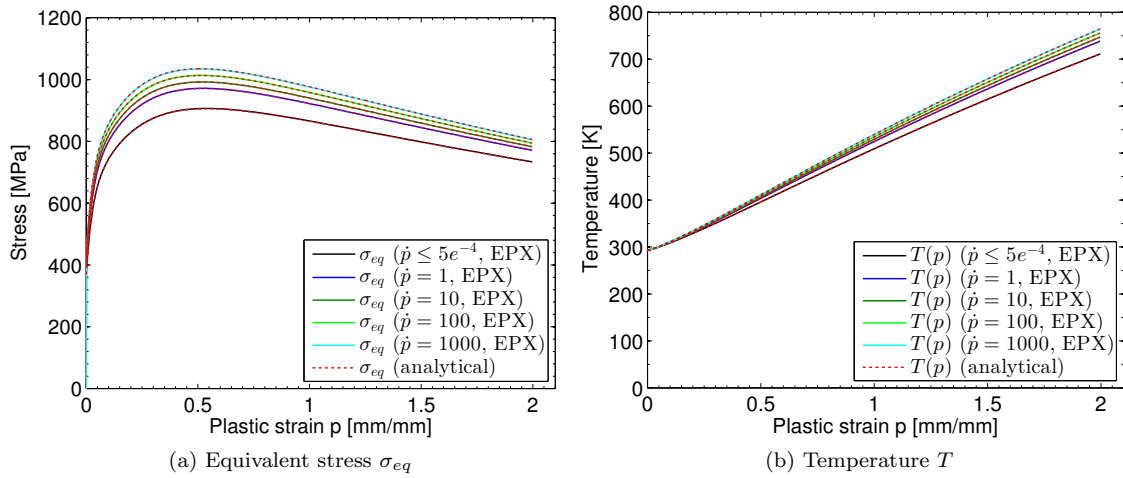 1200
1000
800
600
400
200
0
Stress [MPa]
σ_eq (ṗ ≤ 5e^{−4}, EPX)
σ_eq (ṗ = 1, EPX)
σ_eq (ṗ = 10, EPX)
σ_eq (ṗ = 100, EPX)
σ_eq (ṗ = 1000, EPX)
σ_eq (analytical)
0 0.5 1 1.5 2
Plastic strain p [mm/mm]
(a) Equivalent stress σ_eq
800
700
600
500
400
300
200
100
0
Temperature [K]
T(p) (ṗ ≤ 5e^{−4}, EPX)
T(p) (ṗ = 1, EPX)
T(p) (ṗ = 10, EPX)
T(p) (ṗ = 100, EPX)
T(p) (ṗ = 1000, EPX)
T(p) (analytical)
0 0.5 1 1.5 2
Plastic strain p [mm/mm]
(b) Temperature T